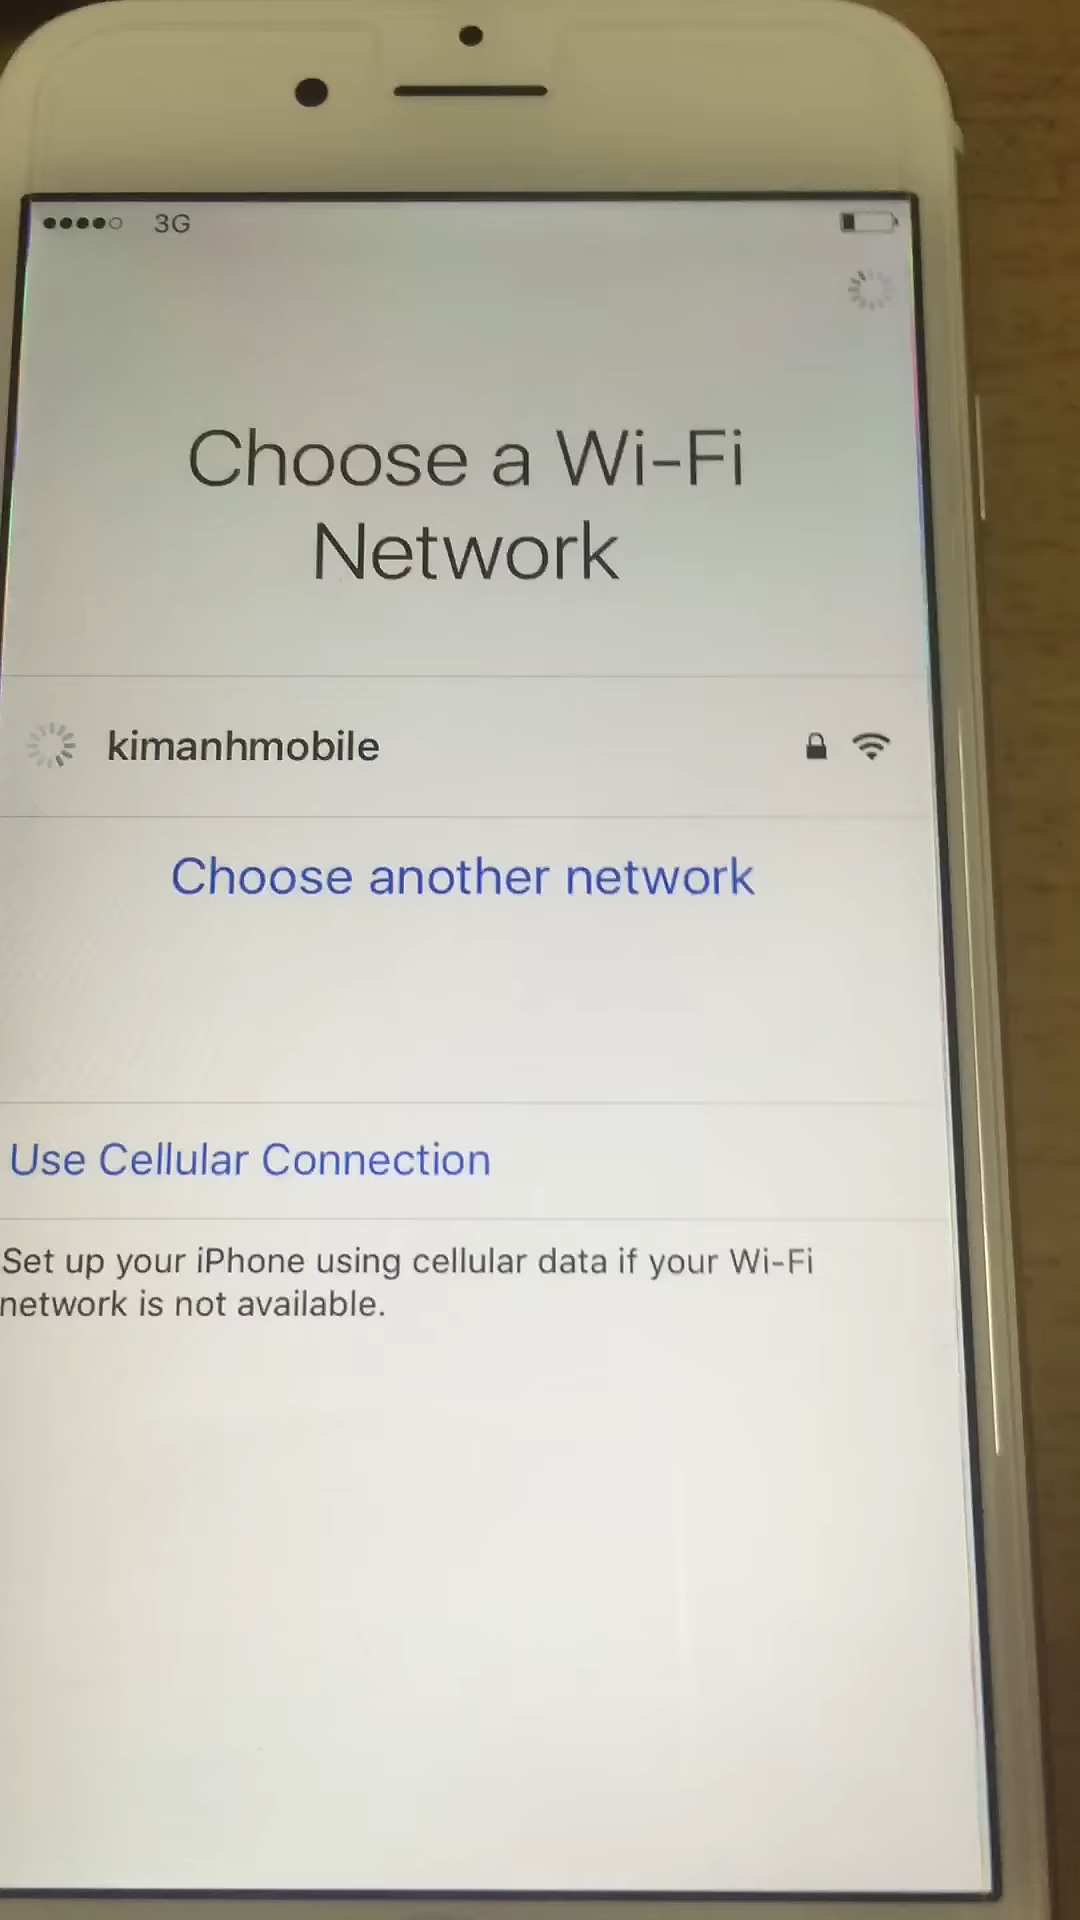 3G
Choose a Wi-Fi
Network
kimanhmobile
Choose another network
Use Cellular Connection
Set up your iPhone using cellular data if your Wi-Fi
network is not available.